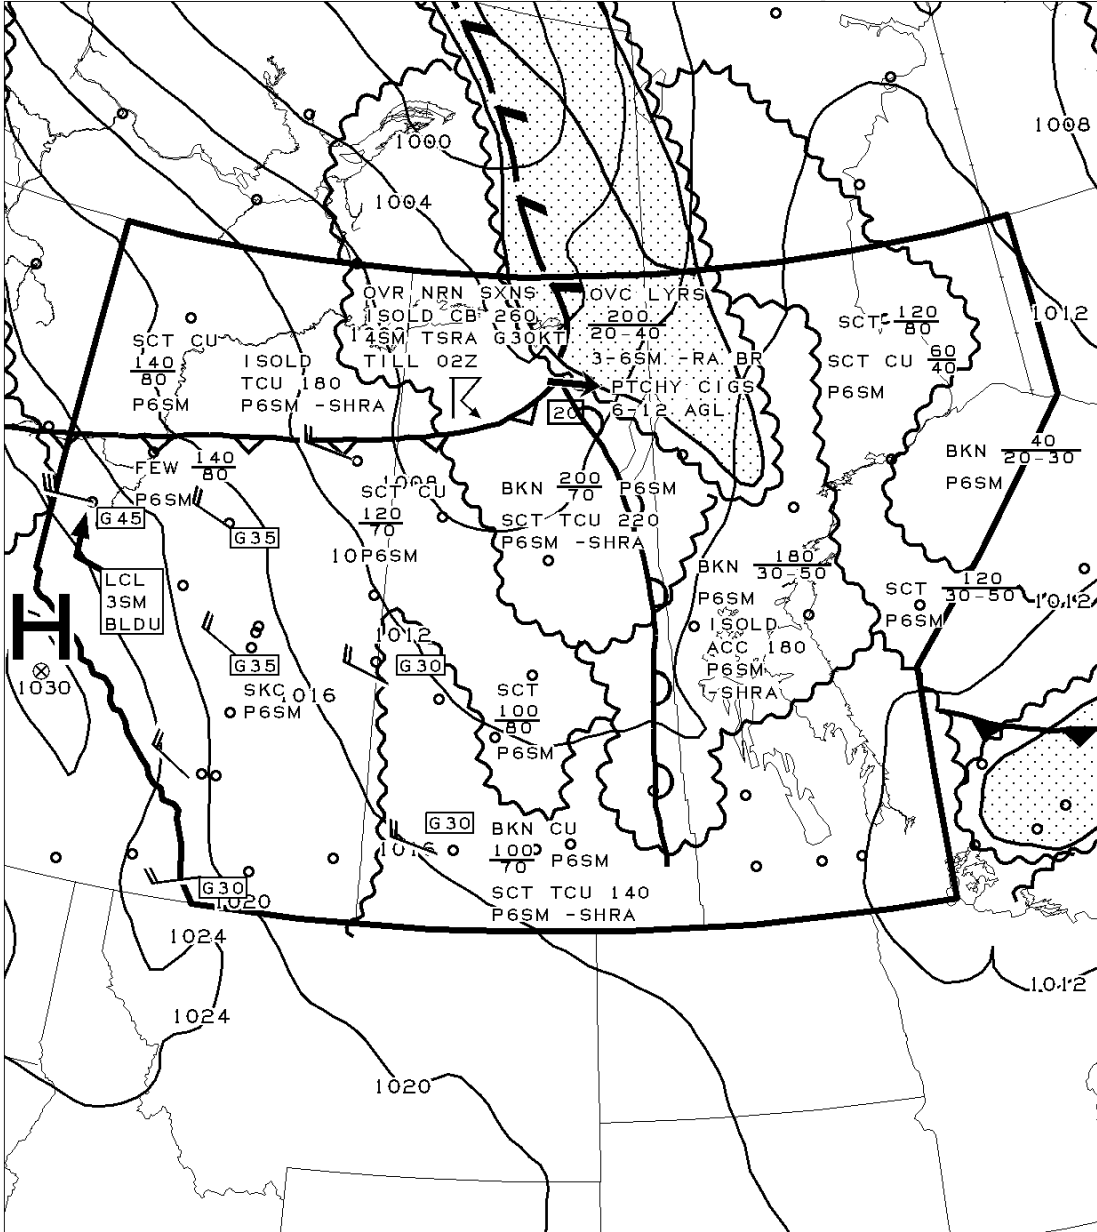 1000
1008
1004
1012
OVR NRN SXNS
ISOLD CB 260
4SM TSRA G30KT
TILL 02Z
OVC LYRS
200
20-40
3-6SM -RA BR
PTCHY CIGS
6-12 AGL
20
SCT 120
80
SCT CU 60
40
P6SM
SCT CU
140
80
P6SM
ISOLD
TCU 180
P6SM -SHRA
BKN 40
20-30
P6SM
FEW 140
80
P6SM
G45
G35
1008
SCT CU
120
70
P6SM
BKN 200
70 P6SM
SCT TCU 220
P6SM -SHRA
BKN 180
30-50
P6SM
ISOLD
ACC 180
P6SM
-SHRA
SCT 120
30-50
P6SM
1012
LCL
3SM
BLDU
H
1030
1012
G35
G30
SKC
P6SM
1016
SCT
100
80
P6SM
G30
1016
BKN CU
100
70 P6SM
SCT TCU 140
P6SM -SHRA
G30
1020
1024
1012
1024
1020